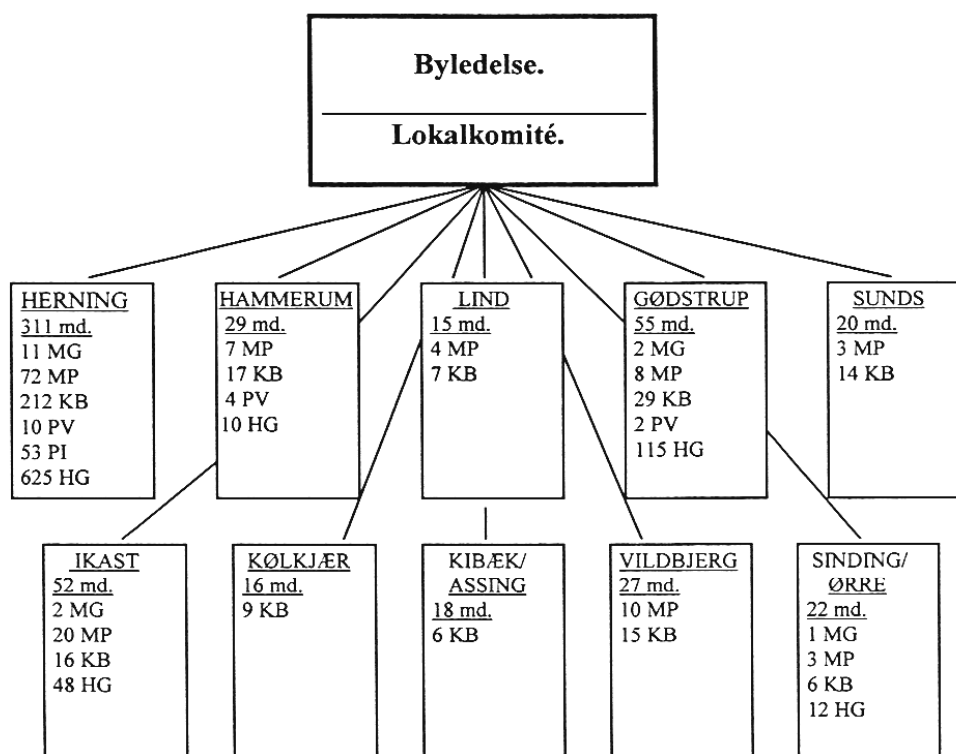 Byledelse.
Lokalkomité.
HERNING
311 md.
11 MG
72 MP
212 KB
10 PV
53 PI
625 HG
HAMMERUM
29 md.
7 MP
17 KB
4 PV
10 HG
LIND
15 md.
4 MP
7 KB
GØDSTRUP
55 md.
2 MG
8 MP
29 KB
2 PV
115 HG
SUNDS
20 md.
3 MP
14 KB
IKAST
52 md.
2 MG
20 MP
16 KB
48 HG
KØLKJÆR
16 md.
9 KB
KIBÆK/
ASSING
18 md.
6 KB
VILDBJERG
27 md.
10 MP
15 KB
SINDING/
ØRRE
22 md.
1 MG
3 MP
6 KB
12 HG